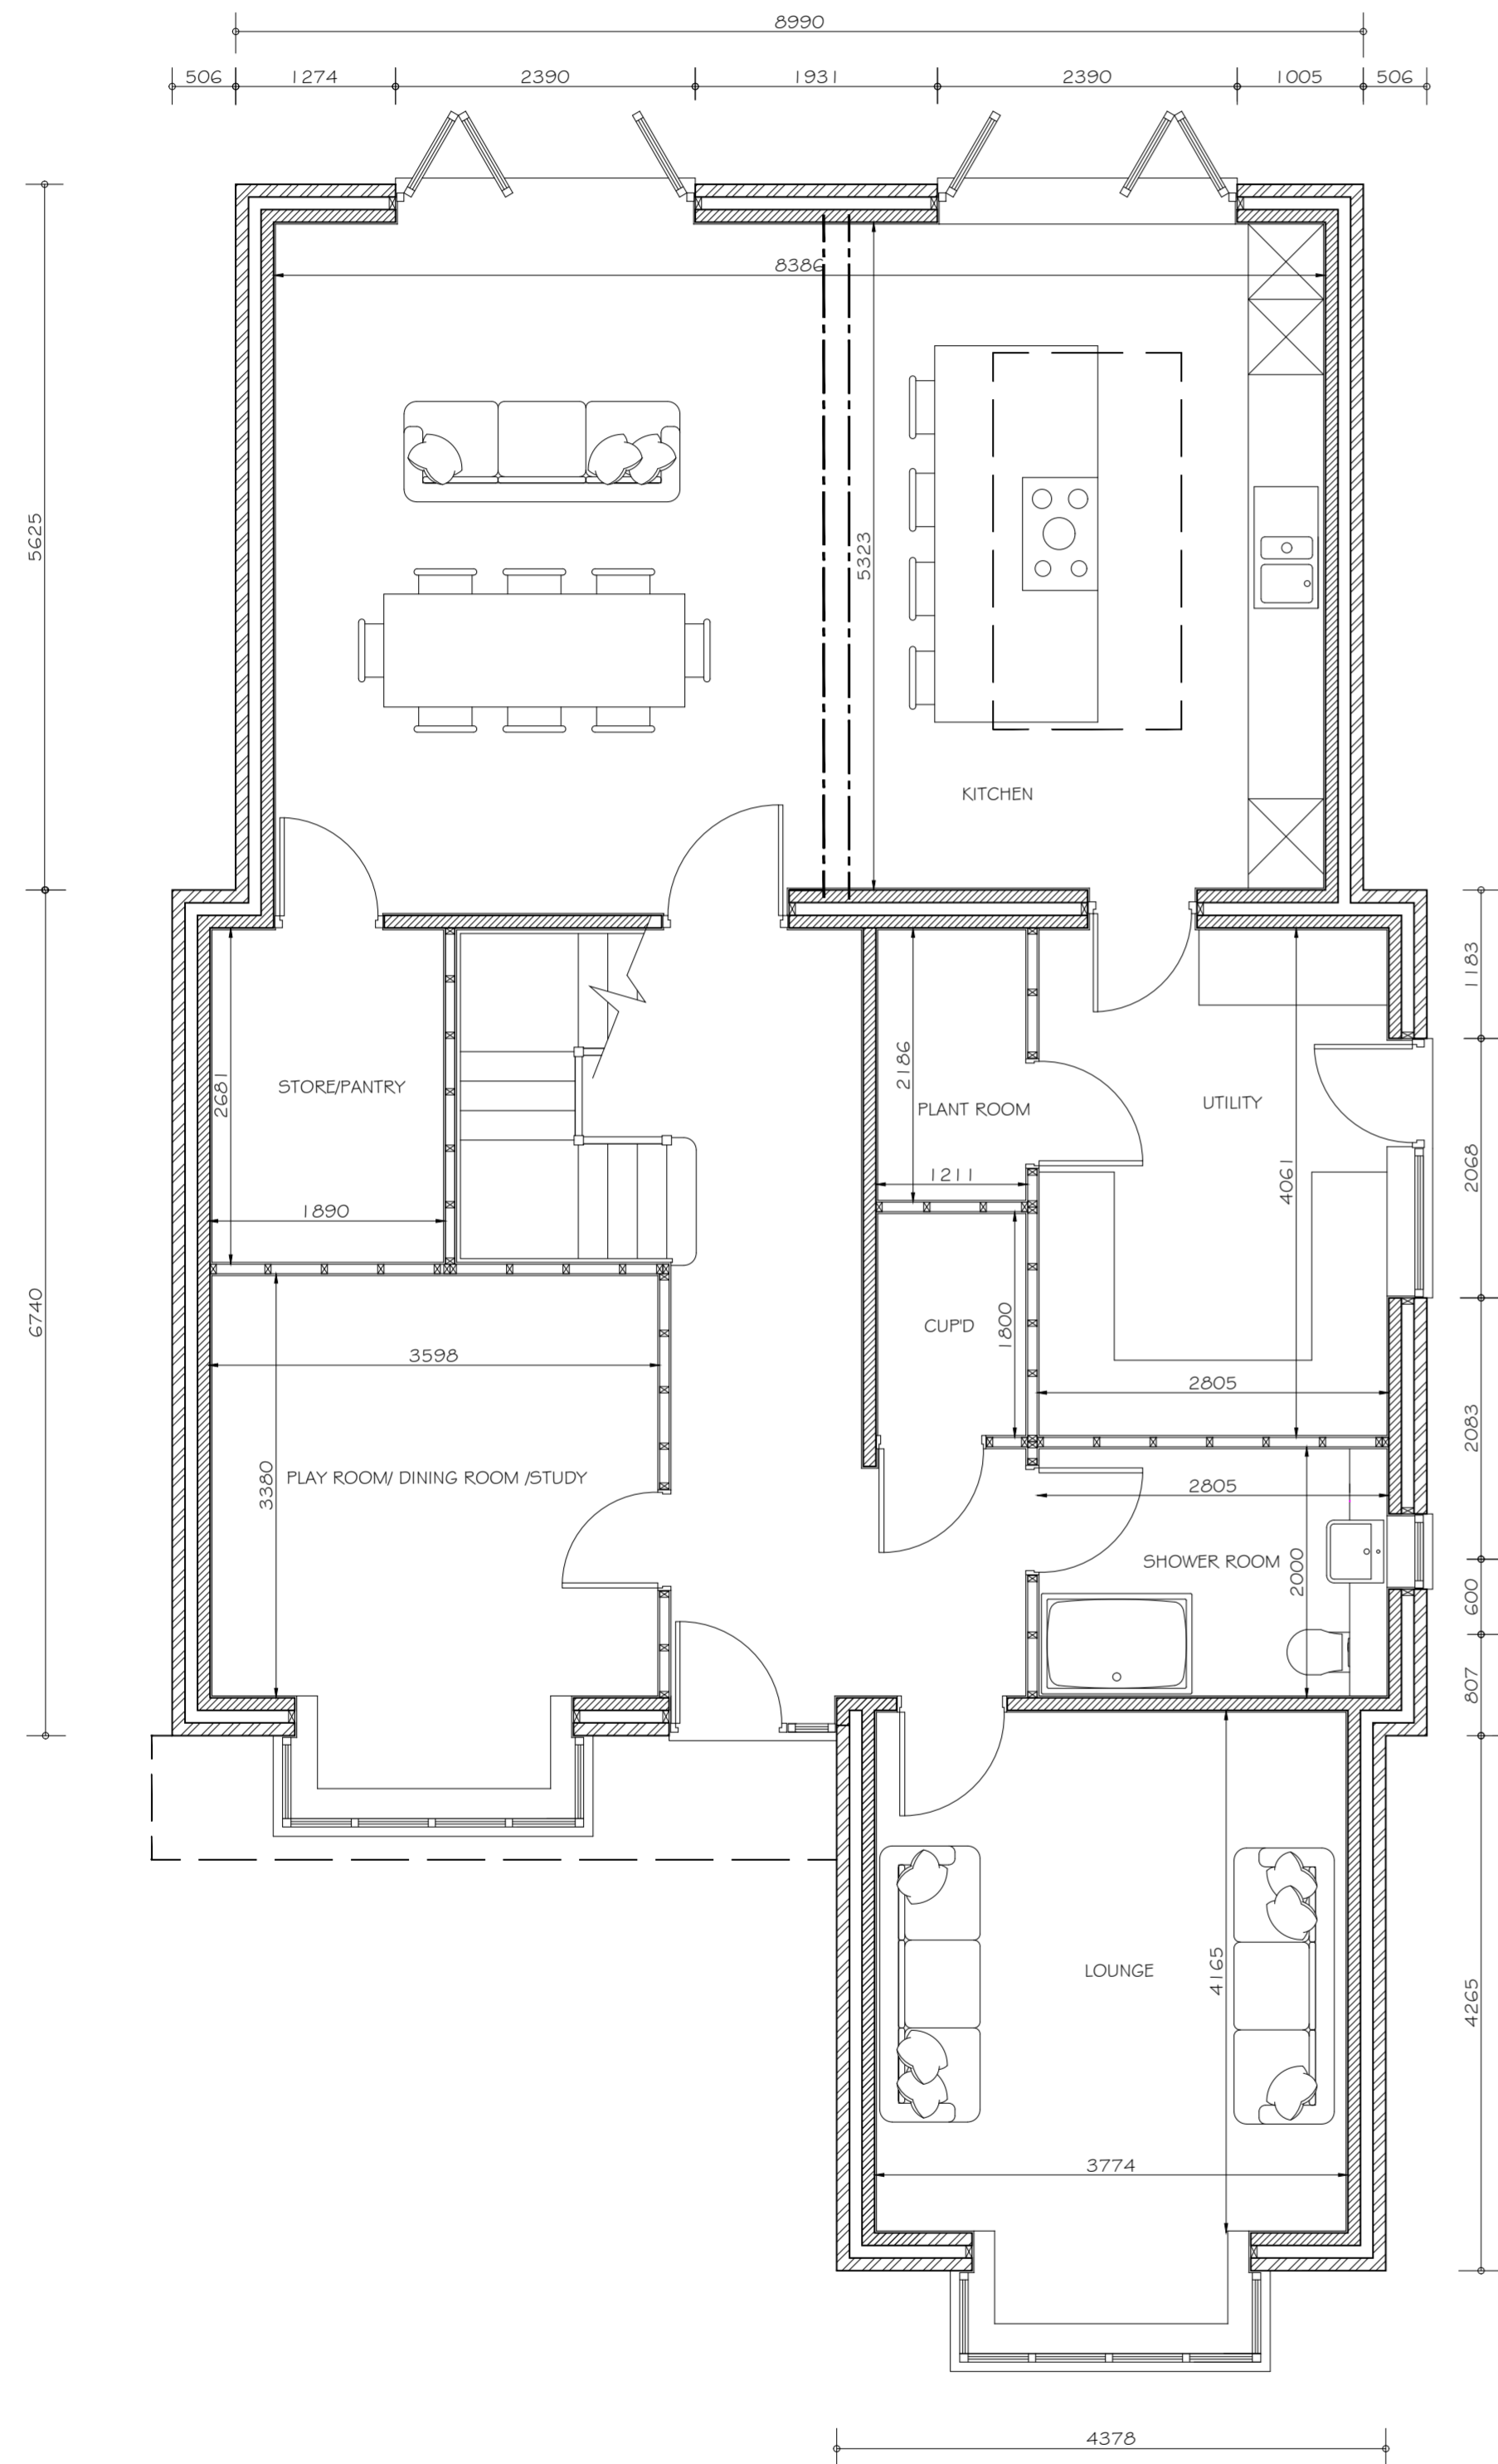 8990
506 1274 2390 1931 2390 1005 506
8386
5625
5323
KITCHEN
1183
2681
STORE/PANTRY
2186
PLANT ROOM
UTILITY
2068
1211
4061
1890
6740
CUP'D
1800
3598
2805
2083
3380
PLAY ROOM/ DINING ROOM /STUDY
2805
SHOWER ROOM
2000
600
807
LOUNGE
4165
4265
3774
4378